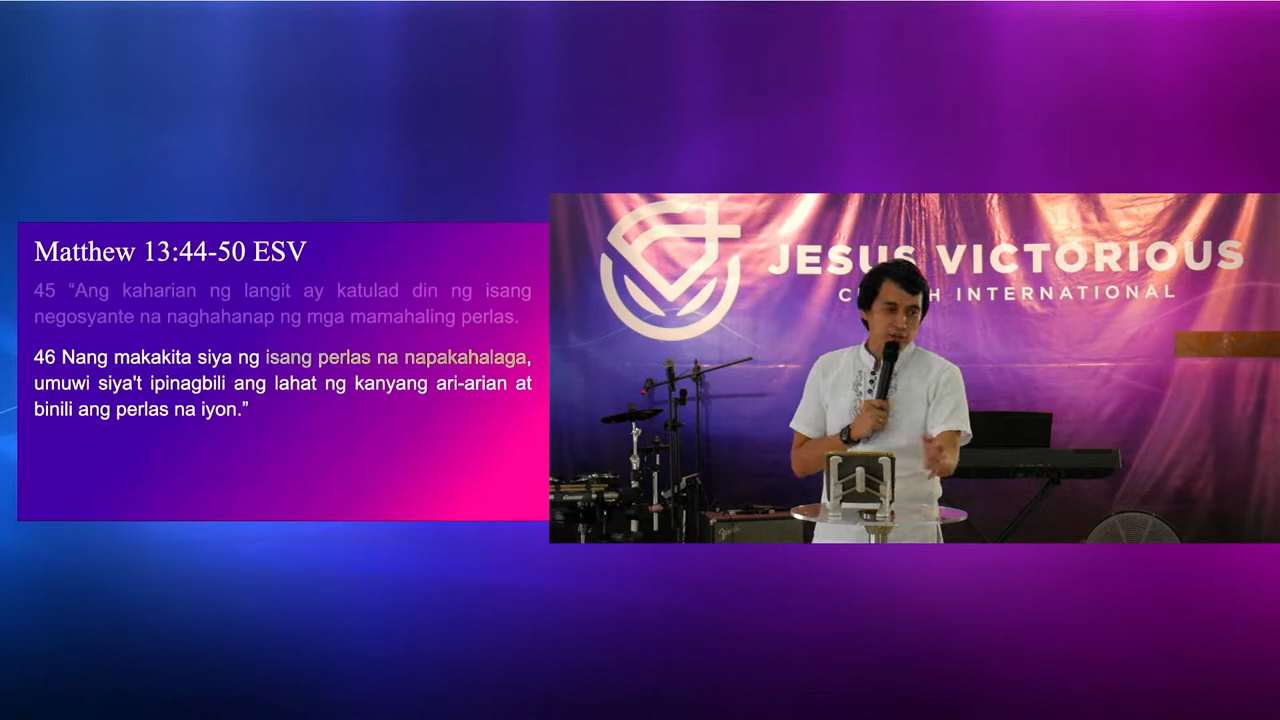 Matthew 13:44-50 ESV
45 “Ang kaharian ng langit ay katulad din ng isang
negosyante na naghahanap ng mga mamahaling perlas.
46 Nang makakita siya ng isang perlas na napakahalaga,
umuwi siya't ipinagbili ang lahat ng kanyang ari-arian at
binili ang perlas na iyon.”
JESUS VICTORIOUS
INTERNATIONAL